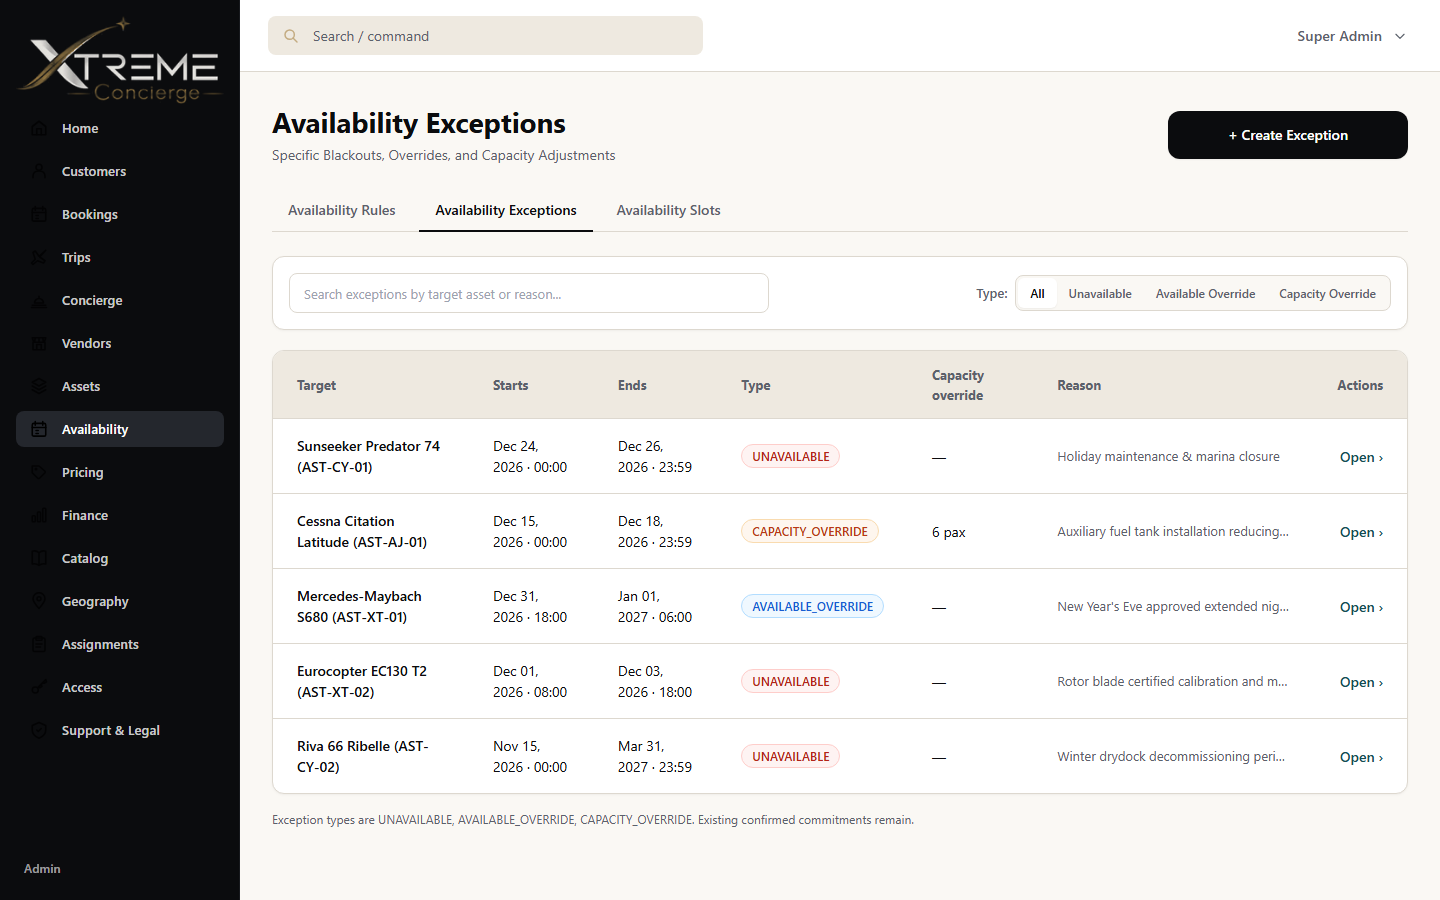 XTREME
Concierge
Search / command
Super Admin
Home
Customers
Bookings
Trips
Concierge
Vendors
Assets
Availability
Pricing
Finance
Catalog
Geography
Assignments
Access
Support & Legal
Admin
Availability Exceptions
Specific Blackouts, Overrides, and Capacity Adjustments
+ Create Exception
Availability Rules
Availability Exceptions
Availability Slots
Search exceptions by target asset or reason...
Type:
All
Unavailable
Available Override
Capacity Override
Target
Starts
Ends
Type
Capacity
override
Reason
Actions
Sunseeker Predator 74
(AST-CY-01)
Dec 24,
2026 · 00:00
Dec 26,
2026 · 23:59
UNAVAILABLE
—
Holiday maintenance & marina closure
Open ›
Cessna Citation
Latitude (AST-AJ-01)
Dec 15,
2026 · 00:00
Dec 18,
2026 · 23:59
CAPACITY_OVERRIDE
6 pax
Auxiliary fuel tank installation reducing...
Open ›
Mercedes-Maybach
S680 (AST-XT-01)
Dec 31,
2026 · 18:00
Jan 01,
2027 · 06:00
AVAILABLE_OVERRIDE
—
New Year's Eve approved extended nig...
Open ›
Eurocopter EC130 T2
(AST-XT-02)
Dec 01,
2026 · 08:00
Dec 03,
2026 · 18:00
UNAVAILABLE
—
Rotor blade certified calibration and m...
Open ›
Riva 66 Ribelle (AST-
CY-02)
Nov 15,
2026 · 00:00
Mar 31,
2027 · 23:59
UNAVAILABLE
—
Winter drydock decommissioning peri...
Open ›
Exception types are UNAVAILABLE, AVAILABLE_OVERRIDE, CAPACITY_OVERRIDE. Existing confirmed commitments remain.